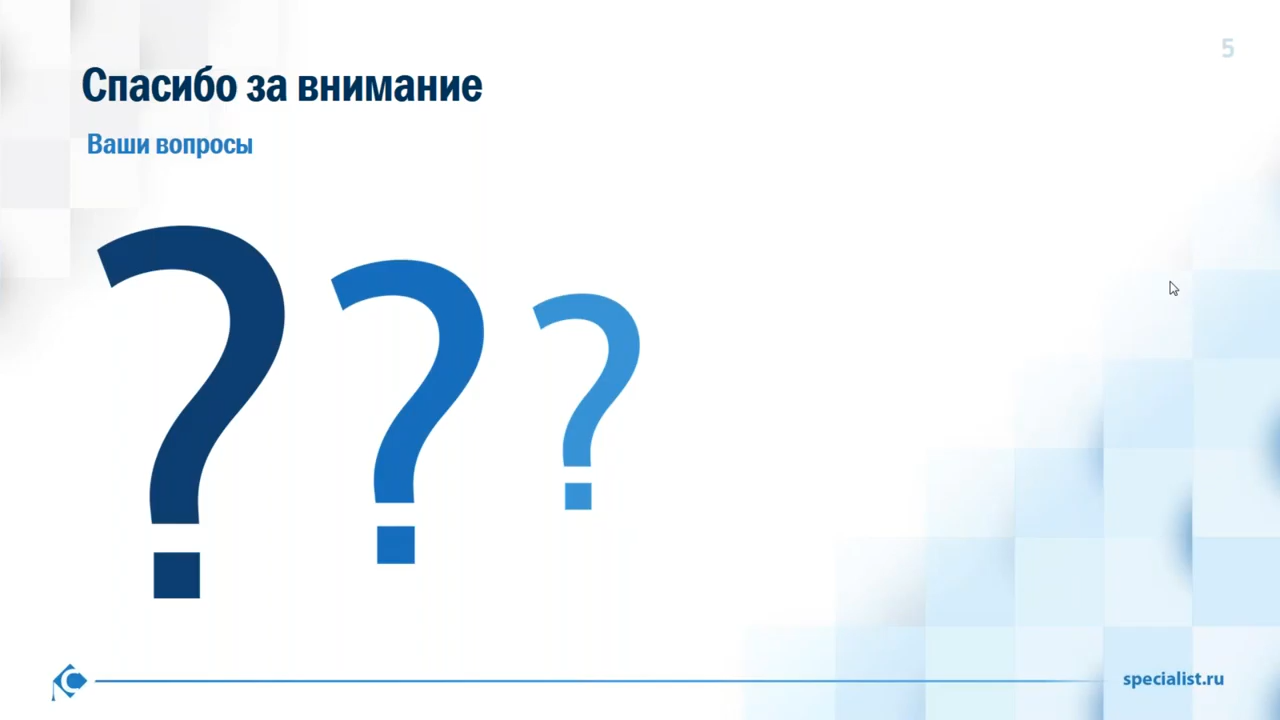 5
Спасибо за внимание
Ваши вопросы
? ? ?
specialist.ru